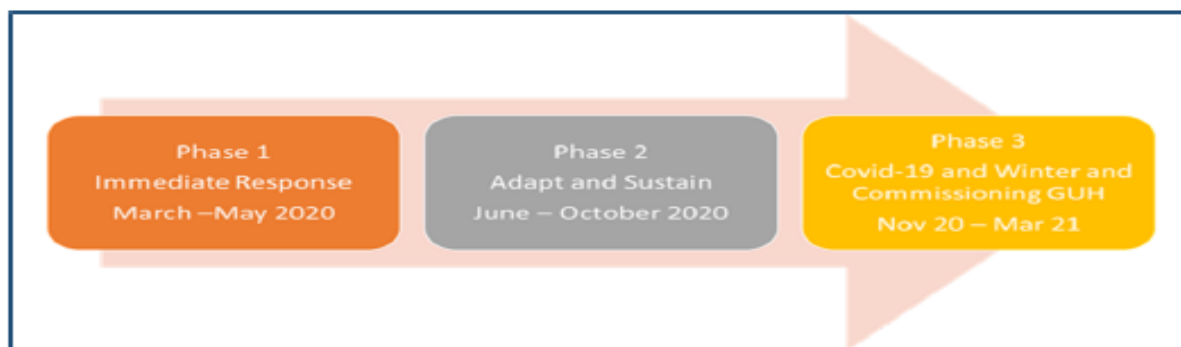 Phase 1
Immediate Response
March –May 2020
Phase 2
Adapt and Sustain
June – October 2020
Phase 3
Covid-19 and Winter and
Commissioning GUH
Nov 20 – Mar 21